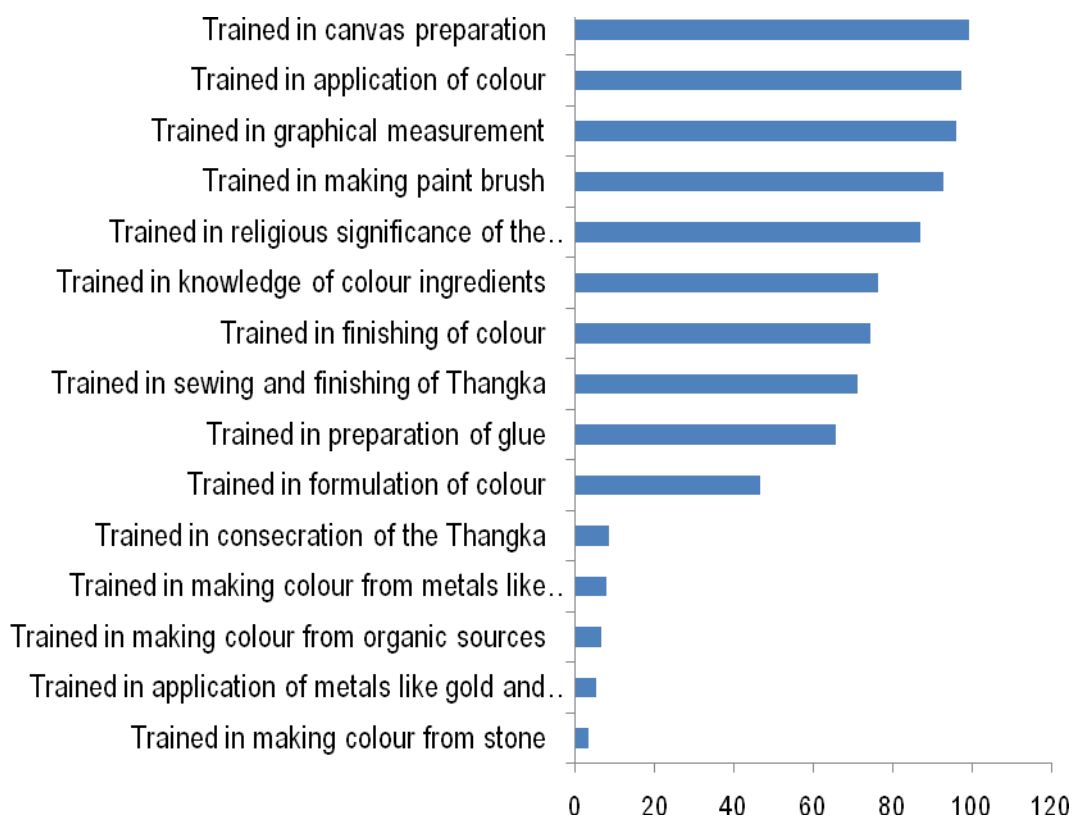 Trained in canvas preparation
Trained in application of colour
Trained in graphical measurement
Trained in making paint brush
Trained in religious significance of the..
Trained in knowledge of colour ingredients
Trained in finishing of colour
Trained in sewing and finishing of Thangka
Trained in preparation of glue
Trained in formulation of colour
Trained in consecration of the Thangka
Trained in making colour from metals like..
Trained in making colour from organic sources
Trained in application of metals like gold and..
Trained in making colour from stone
0 20 40 60 80 100 120